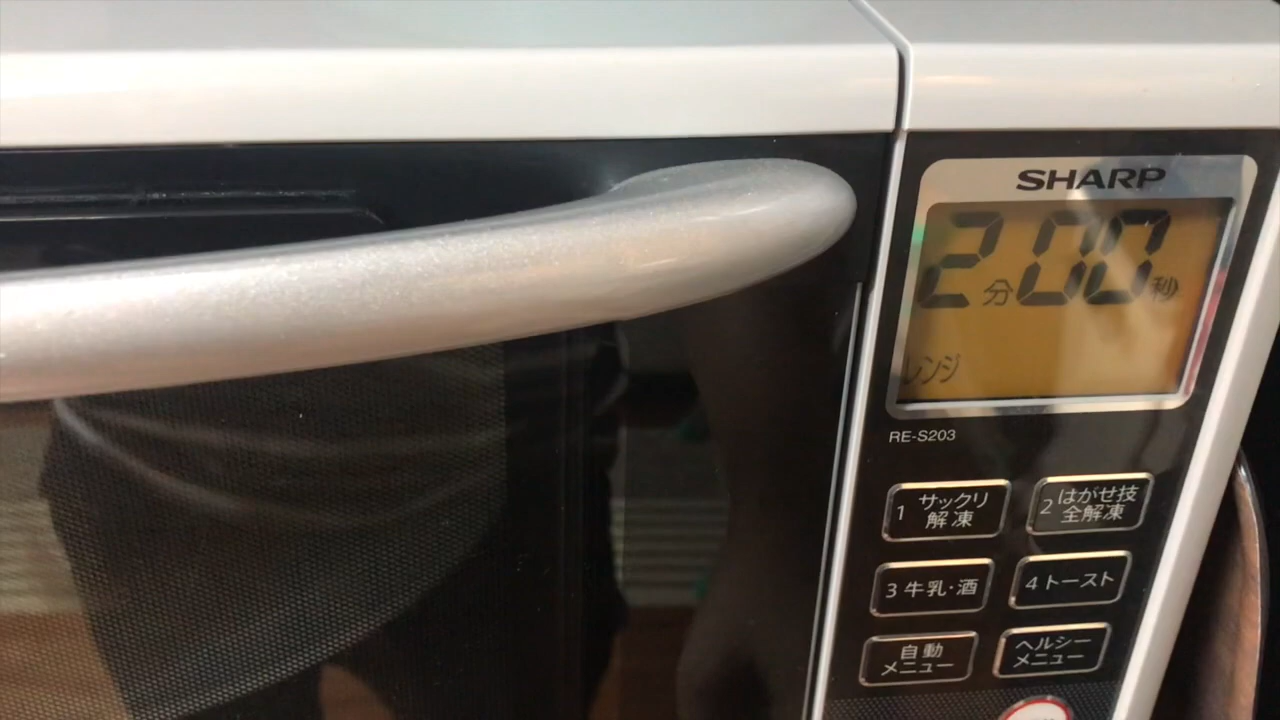 SHARP
2分00秒
レンジ
RE-S203
1 サックリ
解凍
2 はがせ技
全解凍
3 牛乳・酒
4 トースト
自動
メニュー
ヘルシー
メニュー